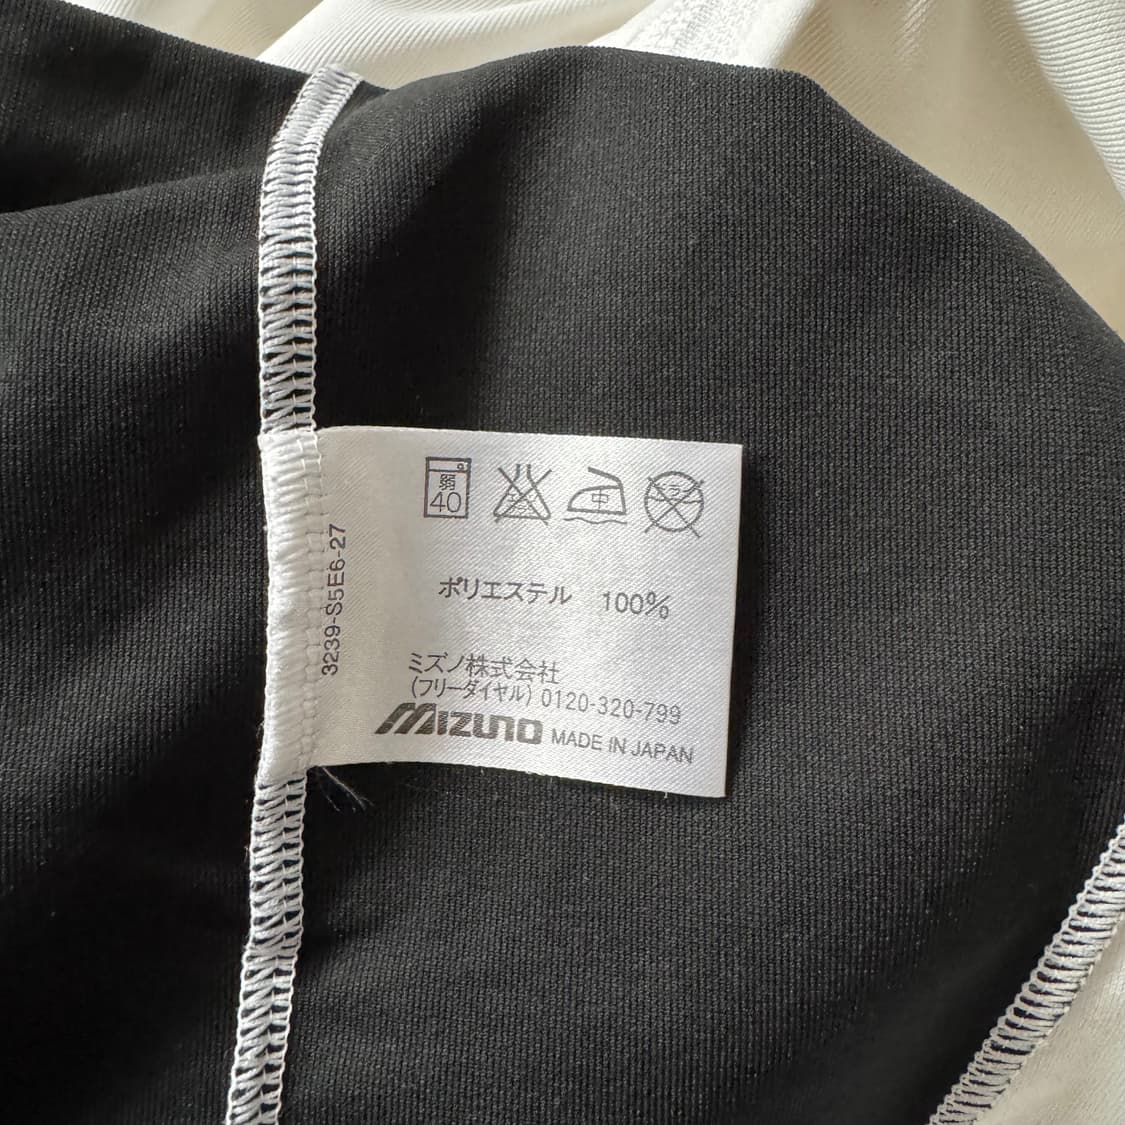 弱
40
中
ポリエステル 100%
ミズノ株式会社
(フリーダイヤル) 0120-320-799
MIZUNO MADE IN JAPAN
3239-S5E6-27